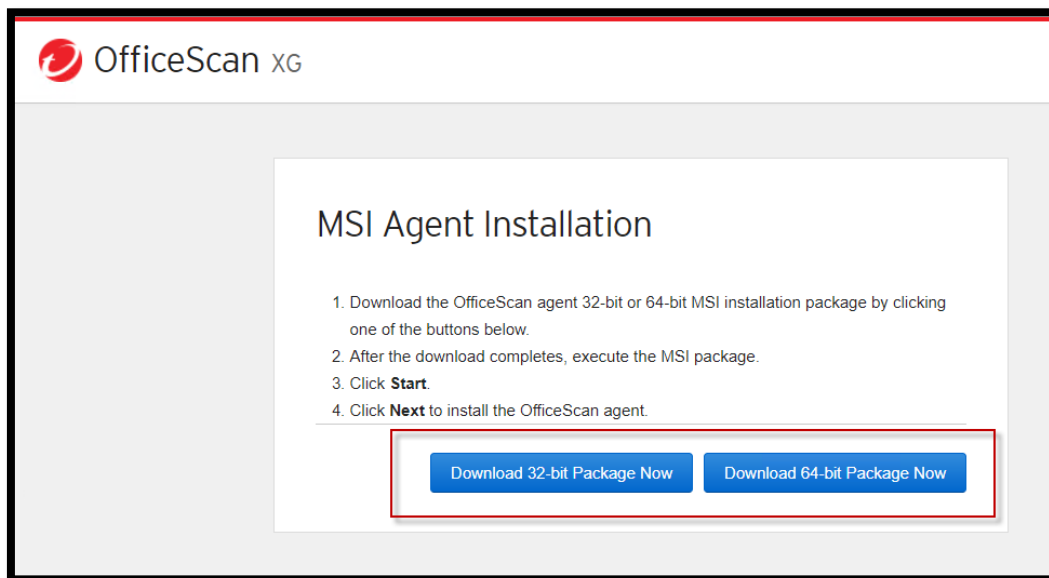 OfficeScan XG
MSI Agent Installation
1. Download the OfficeScan agent 32-bit or 64-bit MSI installation package by clicking
one of the buttons below.
2. After the download completes, execute the MSI package.
3. Click Start.
4. Click Next to install the OfficeScan agent.
Download 32-bit Package Now Download 64-bit Package Now